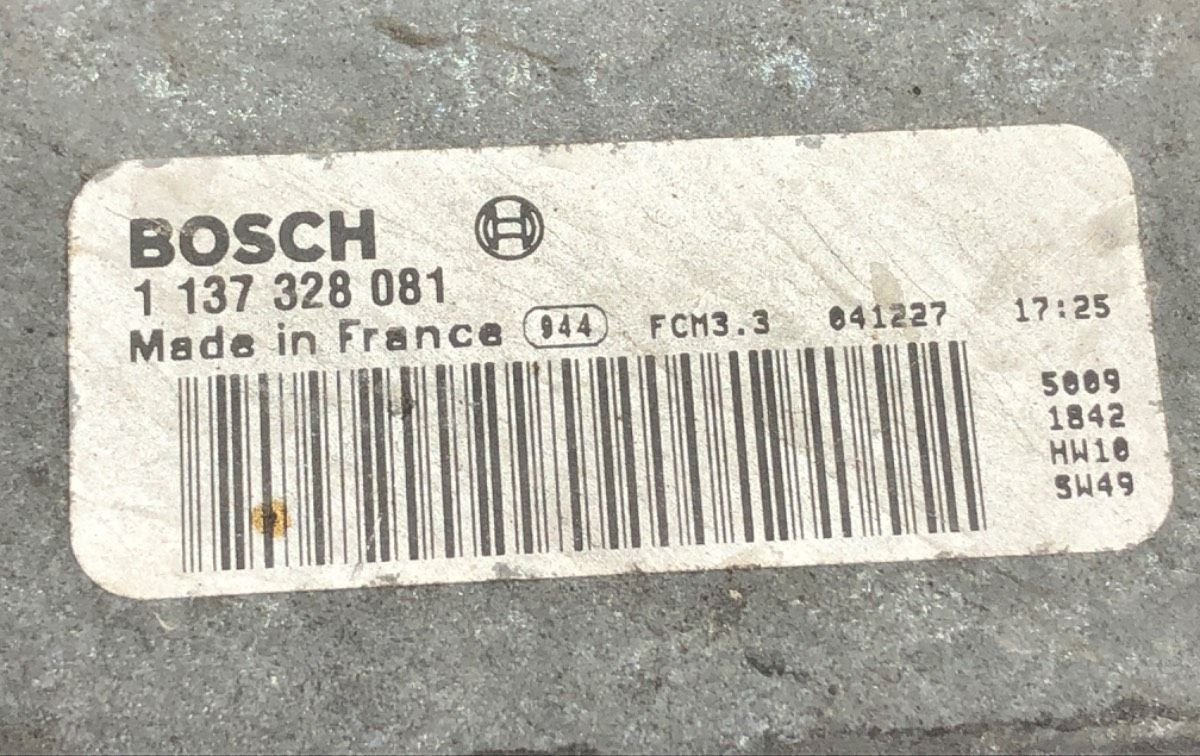 BOSCH
1 137 328 081
Made in France 944 FCM3.3 041227 17:25
5009
1842
HW10
SW49